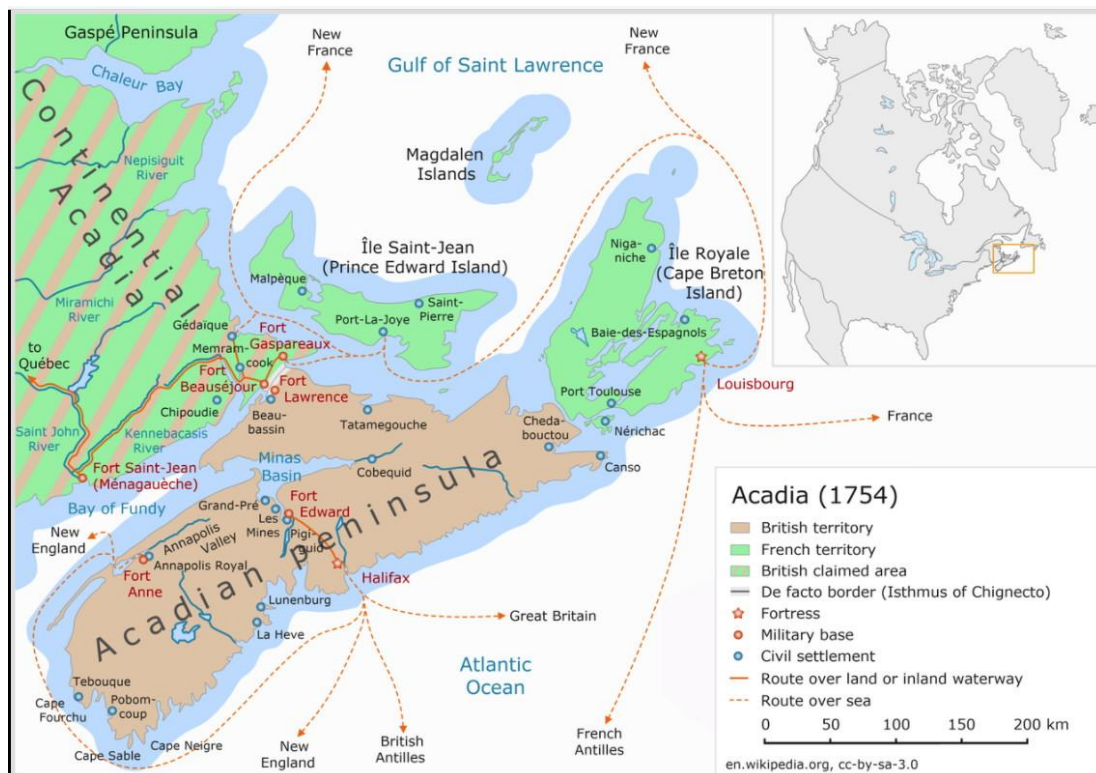 Gaspé Peninsula
Chaleur Bay
New
France
Gulf of Saint Lawrence
New
France
Magdalen
Islands
Continential
Acadia
Nepisiguit
River
Miramichi
River
to
Québec
Saint John
River
Kennebacasis
River
Île Saint-Jean
(Prince Edward Island)
Malpèque
Saint-
Pierre
Port-La-Joye
Gédaïque
Memram-
cook
Fort
Gaspareaux
Fort
Beauséjour
Fort
Lawrence
Chipoudie
Beau-
bassin
Tatamegouche
Fort Saint-Jean
(Ménagauèche)
Niga-
niche
Île Royale
(Cape Breton
Island)
Baie-des-Espagnols
Port Toulouse
Louisbourg
Nérichac
Cheda-
bouctou
Canso
France
Minas
Basin
Cobequid
Bay of Fundy
Grand-Pré
Les
Mines
Fort
Edward
Pigi-
guid
New
England
Annapolis
Valley
Annapolis Royal
Fort
Anne
Acadian peninsula
Halifax
Lunenburg
La Heve
Great Britain
Atlantic
Ocean
Tebouque
Cape
Fourchu
Pobom-
coup
Cape Sable
Cape Neigre
New
England
British
Antilles
French
Antilles
Acadia (1754)
British territory
French territory
British claimed area
De facto border (Isthmus of Chignecto)
Fortress
Military base
Civil settlement
Route over land or inland waterway
Route over sea
0 50 100 150 200 km
en.wikipedia.org, cc-by-sa-3.0